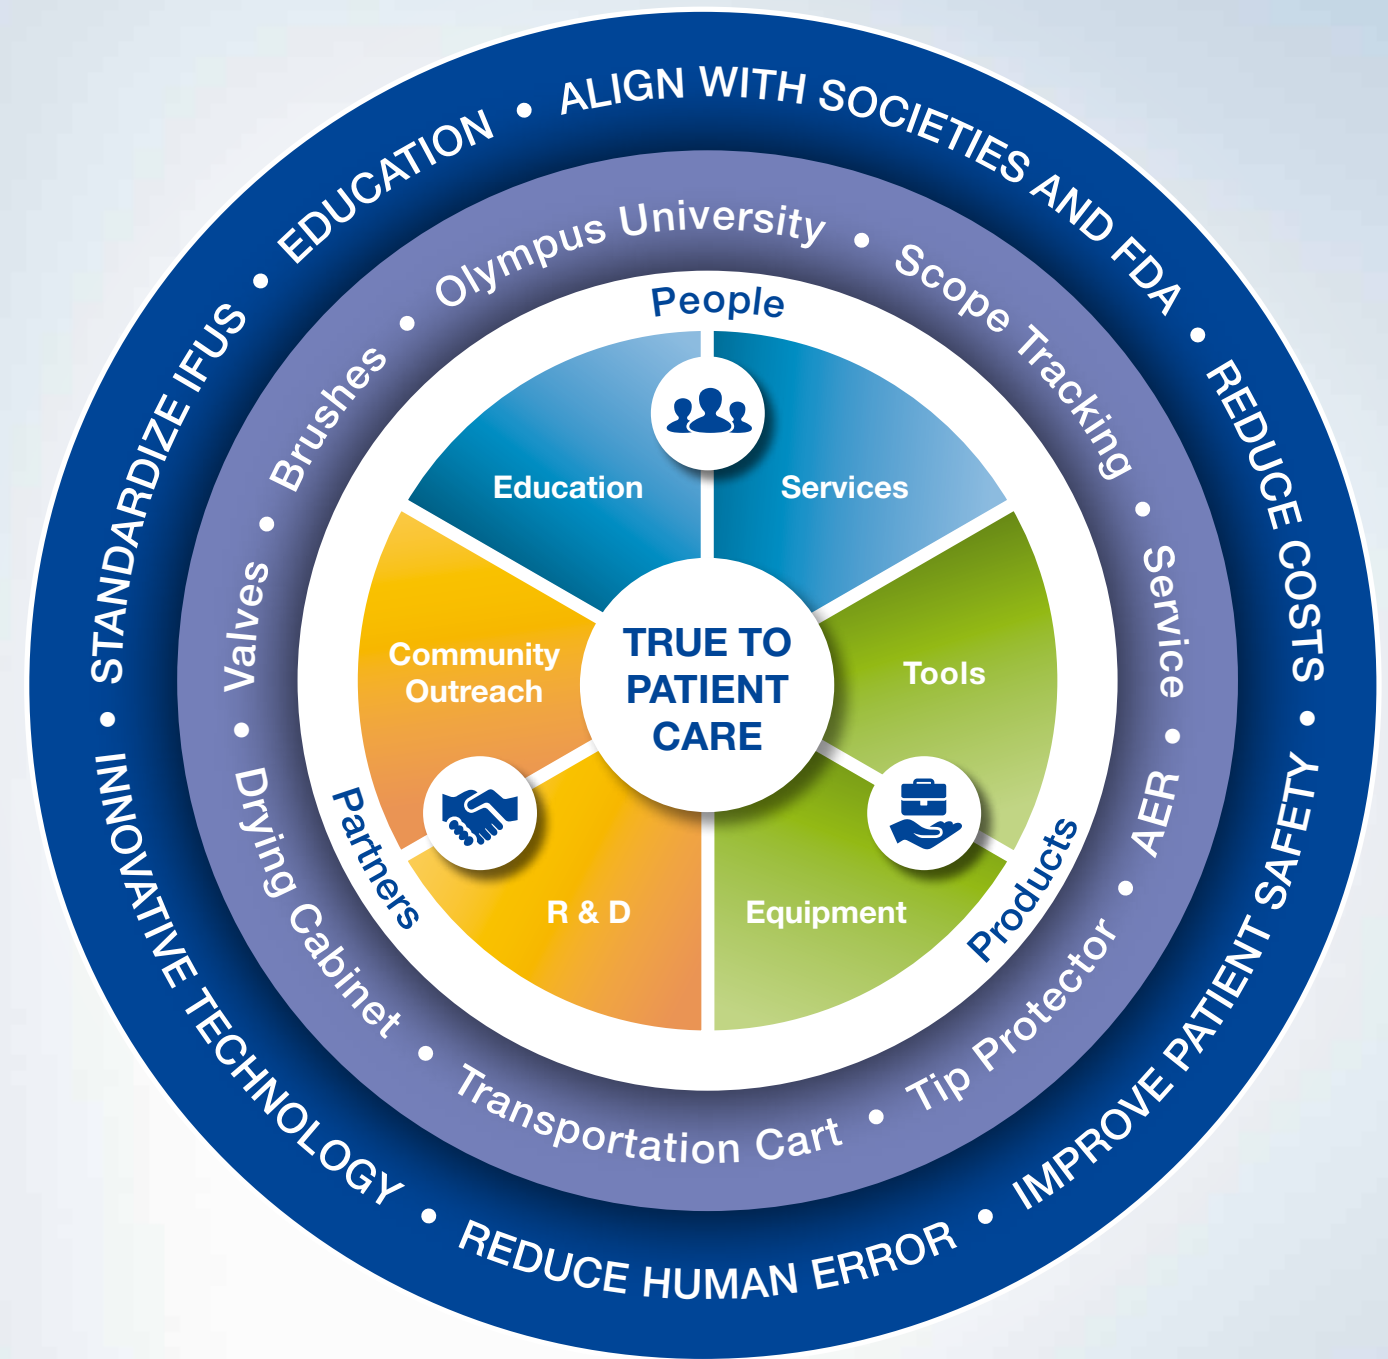 STANDARDIZE IFUS • EDUCATION • ALIGN WITH SOCIETIES AND FDA • REDUCE COSTS • IMPROVE PATIENT SAFETY • REDUCE HUMAN ERROR • INNOVATIVE TECHNOLOGY •
Valves • Brushes • Olympus University • Scope Tracking • Service • AER • Tip Protector • Transportation Cart • Drying Cabinet •
People
Education
Services
Community
Outreach
TRUE TO
PATIENT
CARE
Tools
Partners
Products
R & D
Equipment